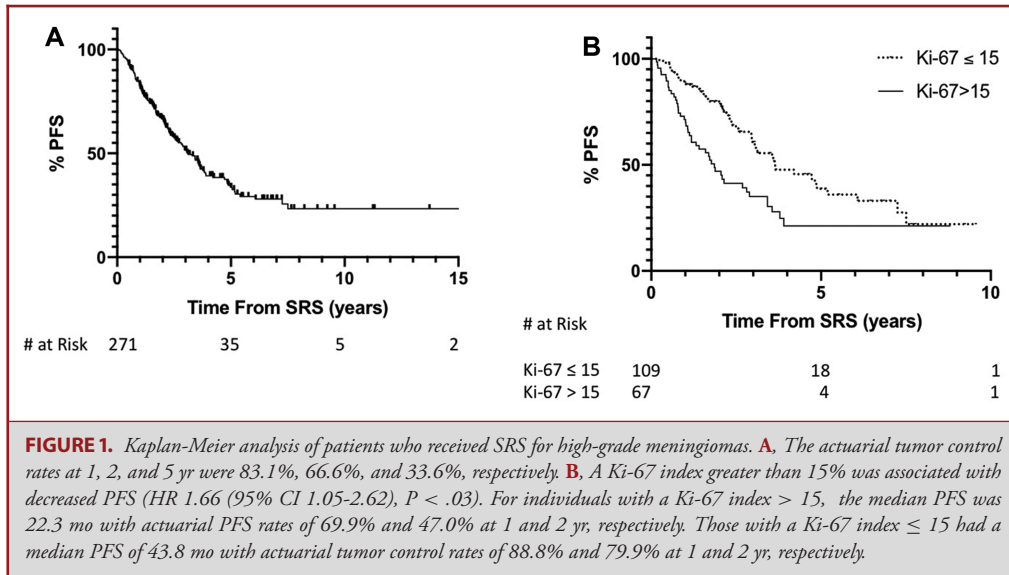 A
100
50
0
% PFS
0 5 10 15
Time From SRS (years)
# at Risk 271 35 5 2
B
100
50
0
% PFS
Ki-67 ≤ 15
Ki-67>15
0 5 10
Time From SRS (years)
# at Risk
Ki-67 ≤ 15 109 18 1
Ki-67 > 15 67 4 1
FIGURE 1. Kaplan-Meier analysis of patients who received SRS for high-grade meningiomas. A, The actuarial tumor control
rates at 1, 2, and 5 yr were 83.1%, 66.6%, and 33.6%, respectively. B, A Ki-67 index greater than 15% was associated with
decreased PFS (HR 1.66 (95% CI 1.05-2.62), P < .03). For individuals with a Ki-67 index > 15, the median PFS was
22.3 mo with actuarial PFS rates of 69.9% and 47.0% at 1 and 2 yr, respectively. Those with a Ki-67 index ≤ 15 had a
median PFS of 43.8 mo with actuarial tumor control rates of 88.8% and 79.9% at 1 and 2 yr, respectively.